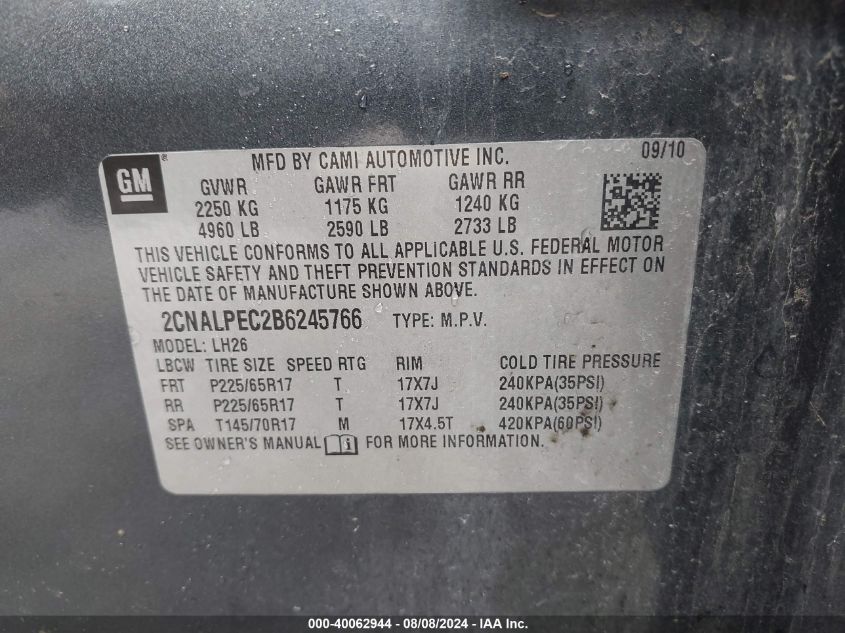 GM ® MFD BY CAMI AUTOMOTIVE INC. 09/10
GVWR GAWR FRT GAWR RR
2250 KG 1175 KG 1240 KG
4960 LB 2590 LB 2733 LB
THIS VEHICLE CONFORMS TO ALL APPLICABLE U.S. FEDERAL MOTOR
VEHICLE SAFETY AND THEFT PREVENTION STANDARDS IN EFFECT ON
THE DATE OF MANUFACTURE SHOWN ABOVE.
2CNALPEC2B6245766 TYPE: M.P.V.
MODEL: LH26
LBCW TIRE SIZE SPEED RTG RIM COLD TIRE PRESSURE
FRT P225/65R17 T 17X7J 240KPA(35PSI)
RR P225/65R17 T 17X7J 240KPA(35PSI)
SPA T145/70R17 M 17X4.5T 420KPA(60PSI)
SEE OWNER'S MANUAL i FOR MORE INFORMATION.
000-40062944 - 08/08/2024 - IAA Inc.